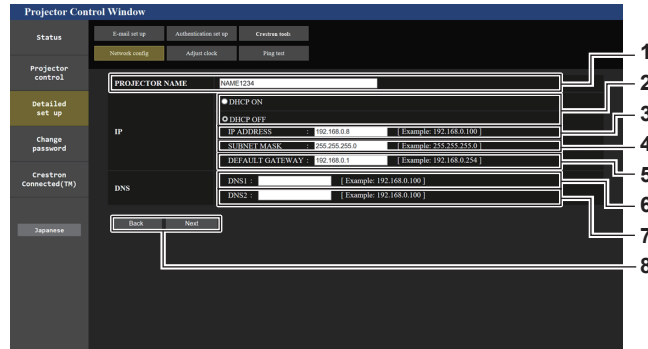 Projector Control Window
Status
E-mail set up
Authentication set up
Crestron tools
Network config
Adjust clock
Ping test
Projector
control
Detailed
set up
Change
password
Crestron
Connected(TM)
Japanese
PROJECTOR NAME NAME1234
IP
DHCP ON
DHCP OFF
IP ADDRESS : 192.168.0.8 [ Example: 192.168.0.100 ]
SUBNET MASK : 255.255.255.0 [ Example: 255.255.255.0 ]
DEFAULT GATEWAY : 192.168.0.1 [ Example: 192.168.0.254 ]
DNS
DNS1 : [ Example: 192.168.0.100 ]
DNS2 : [ Example: 192.168.0.100 ]
Back Next
1
2
3
4
5
6
7
8